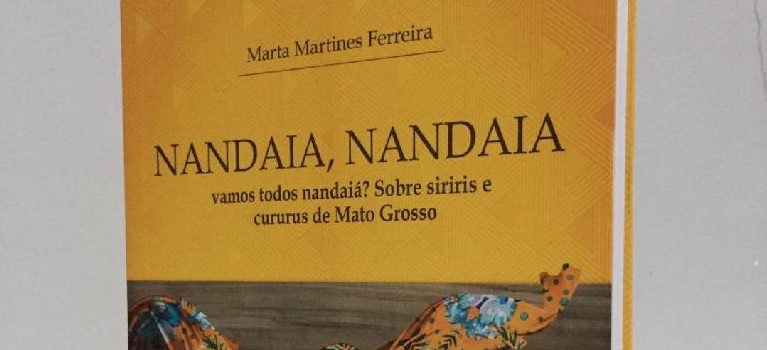 Marta Martines Ferreira
NANDAIA, NANDAIA
vamos todos nandaiá? Sobre siriris e
cururus de Mato Grosso